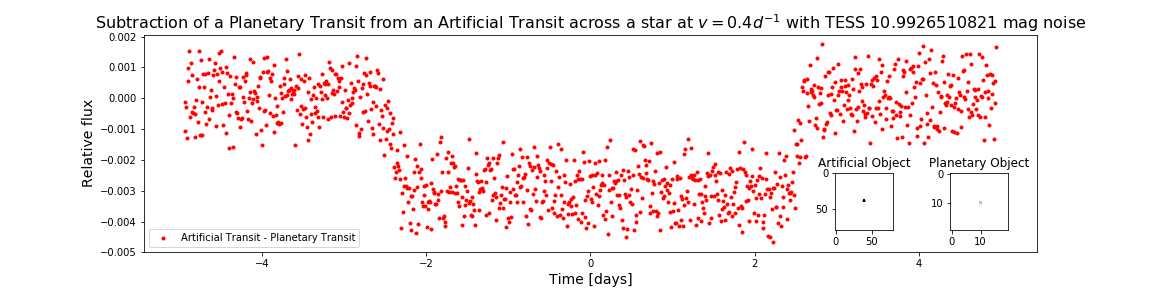 Subtraction of a Planetary Transit from an Artificial Transit across a star at v = 0.4d⁻¹ with TESS 10.9926510821 mag noise
0.002
0.001
0.000
−0.001
−0.002
−0.003
−0.004
−0.005
Relative flux
Artificial Object
0
50
0 50
Planetary Object
0
10
0 10
Artificial Transit - Planetary Transit
−4 −2 0 2 4
Time [days]